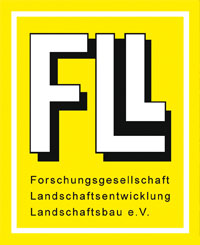 FLL
Forschungsgesellschaft
Landschaftsentwicklung
Landschaftsbau e.V.